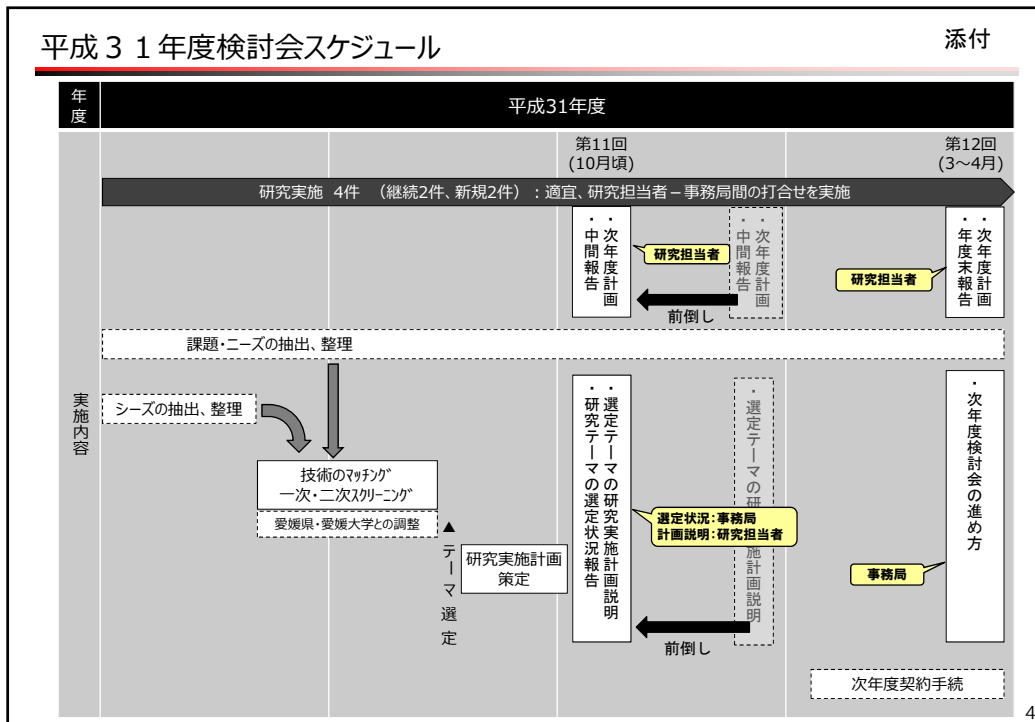 平成３１年度検討会スケジュール
添付
年度
平成31年度
第11回
(10月頃)
第12回
(3～4月)
研究実施 4件 （継続2件、新規2件）：適宜、研究担当者－事務局間の打合せを実施
・次年度計画
・中間報告
研究担当者
・次年度計画
・中間報告
前倒し
研究担当者
・次年度計画
・年度末報告
課題・ニーズの抽出、整理
実施内容
シーズの抽出、整理
技術のﾏｯﾁﾝｸﾞ
一次・二次ｽｸﾘｰﾆﾝｸﾞ
愛媛県・愛媛大学との調整
▲テーマ選定
研究実施計画
策定
・選定テーマの研究実施計画説明
・研究テーマの選定状況報告
選定状況：事務局
計画説明：研究担当者
・選定テーマの研
施計画説明
前倒し
・次年度検討会の進め方
事務局
次年度契約手続
4